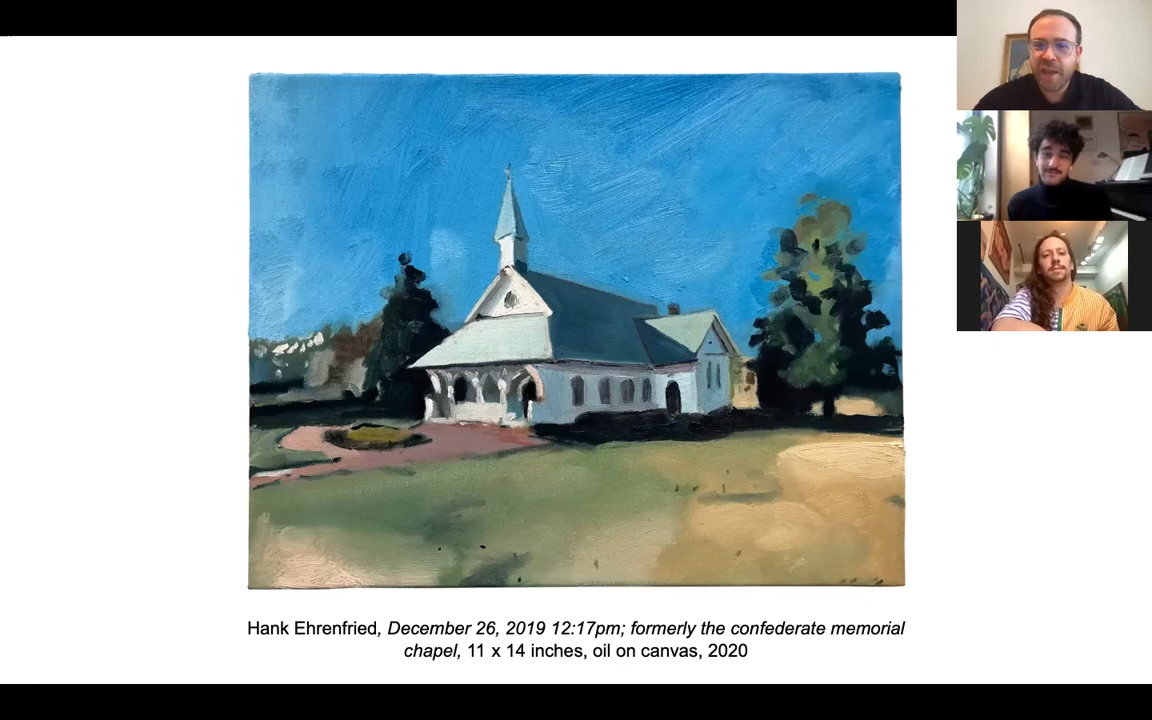 Hank Ehrenfried, December 26, 2019 12:17pm; formerly the confederate memorial
chapel, 11 x 14 inches, oil on canvas, 2020